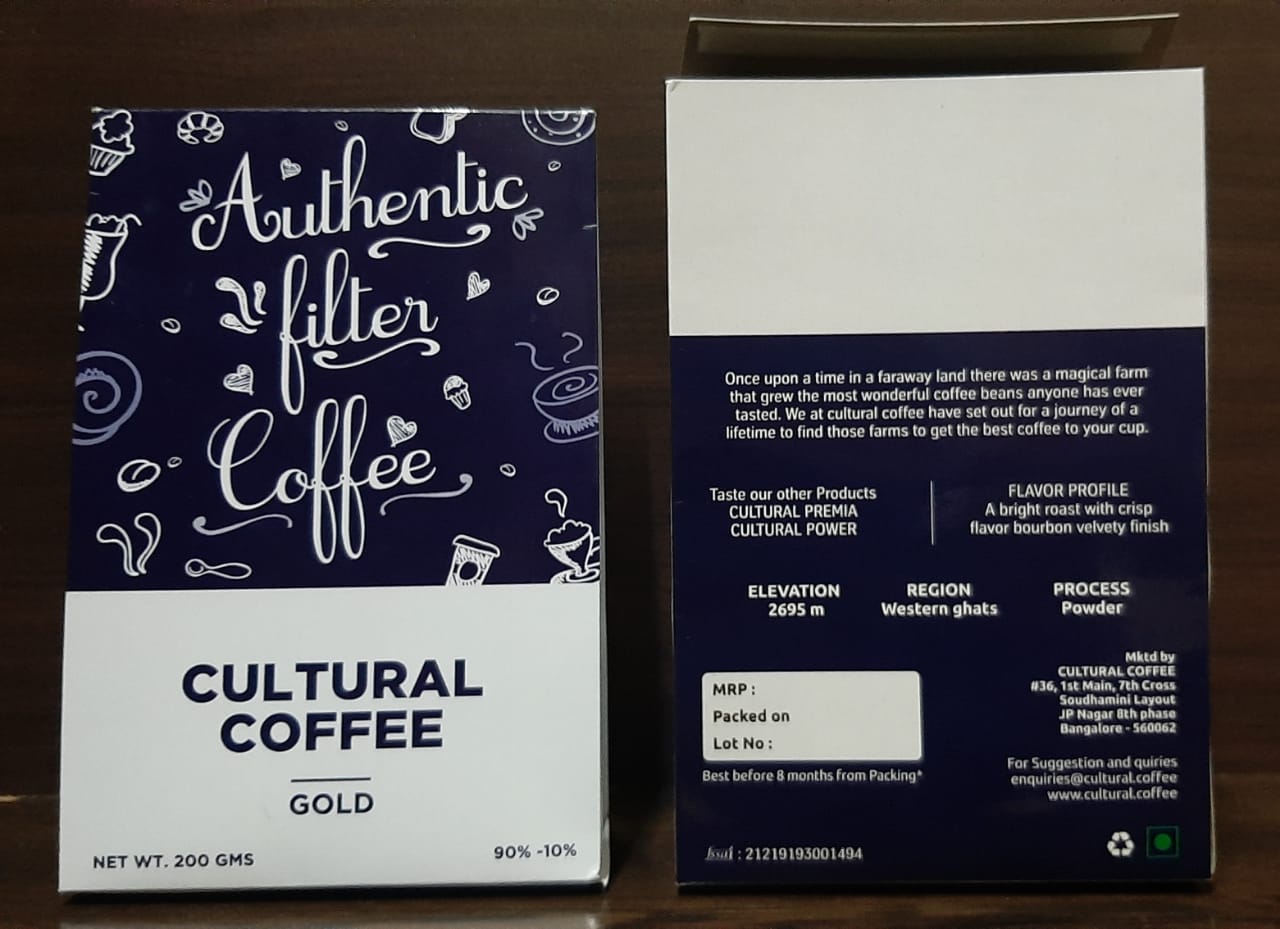 Authentic
filter
Coffee
CULTURAL
COFFEE
GOLD
NET WT. 200 GMS
90% -10%
Once upon a time in a faraway land there was a magical farm
that grew the most wonderful coffee beans anyone has ever
tasted. We at cultural coffee have set out for a journey of a
lifetime to find those farms to get the best coffee to your cup.
Taste our other Products
CULTURAL PREMIA
CULTURAL POWER
FLAVOR PROFILE
A bright roast with crisp
flavor bourbon velvety finish
ELEVATION
2695 m
REGION
Western ghats
PROCESS
Powder
MRP :
Packed on
Lot No :
Best before 8 months from Packing*
Mktd by
CULTURAL COFFEE
#36, 1st Main, 7th Cross
Soudhamini Layout
JP Nagar 8th phase
Bangalore - 560062
For Suggestion and quiries
enquiries@cultural.coffee
www.cultural.coffee
fssai : 21219193001494